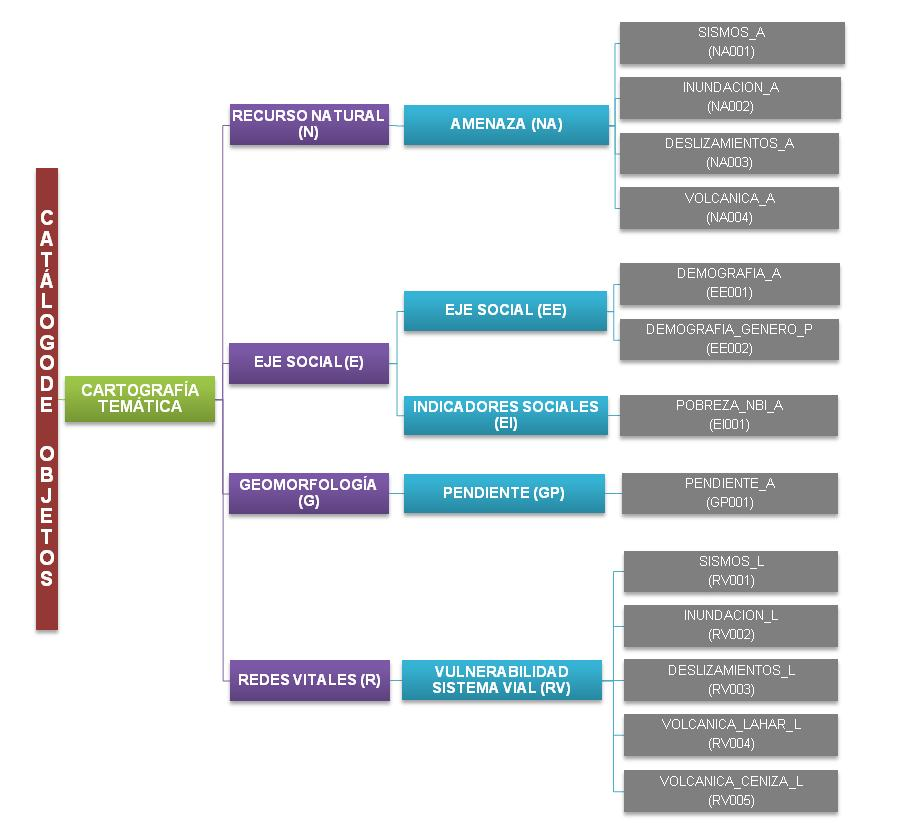 CATÁLOGODE OBJETOS
CARTOGRAFÍA
TEMÁTICA
RECURSO NATURAL
(N)
AMENAZA (NA)
SISMOS_A
(NA001)
INUNDACION_A
(NA002)
DESLIZAMIENTOS_A
(NA003)
VOLCANICA_A
(NA004)
EJE SOCIAL(E)
EJE SOCIAL (EE)
DEMOGRAFIA_A
(EE001)
DEMOGRAFIA_GENERO_P
(EE002)
INDICADORES SOCIALES
(EI)
POBREZA_NBI_A
(EI001)
GEOMORFOLOGÍA
(G)
PENDIENTE (GP)
PENDIENTE_A
(GP001)
REDES VITALES (R)
VULNERABILIDAD
SISTEMA VIAL (RV)
SISMOS_L
(RV001)
INUNDACION_L
(RV002)
DESLIZAMIENTOS_L
(RV003)
VOLCANICA_LAHAR_L
(RV004)
VOLCANICA_CENIZA_L
(RV005)